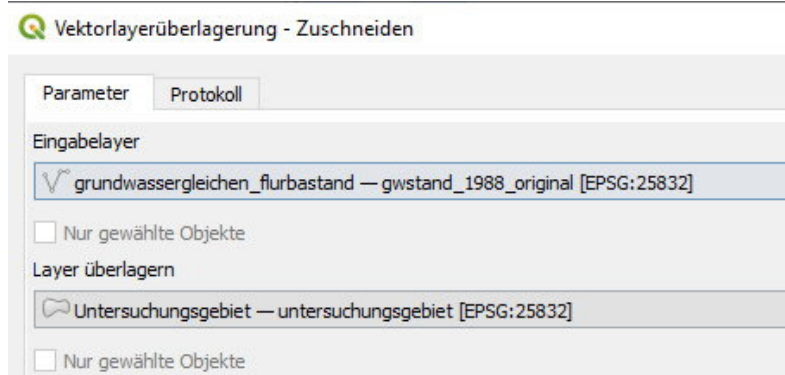 Vektorlayerüberlagerung - Zuschneiden
Parameter Protokoll
Eingabelayer
grundwassergleichen_flurbastand — gwstand_1988_original [EPSG:25832]
Nur gewählte Objekte
Layer überlagern
Untersuchungsgebiet — untersuchungsgebiet [EPSG:25832]
Nur gewählte Objekte